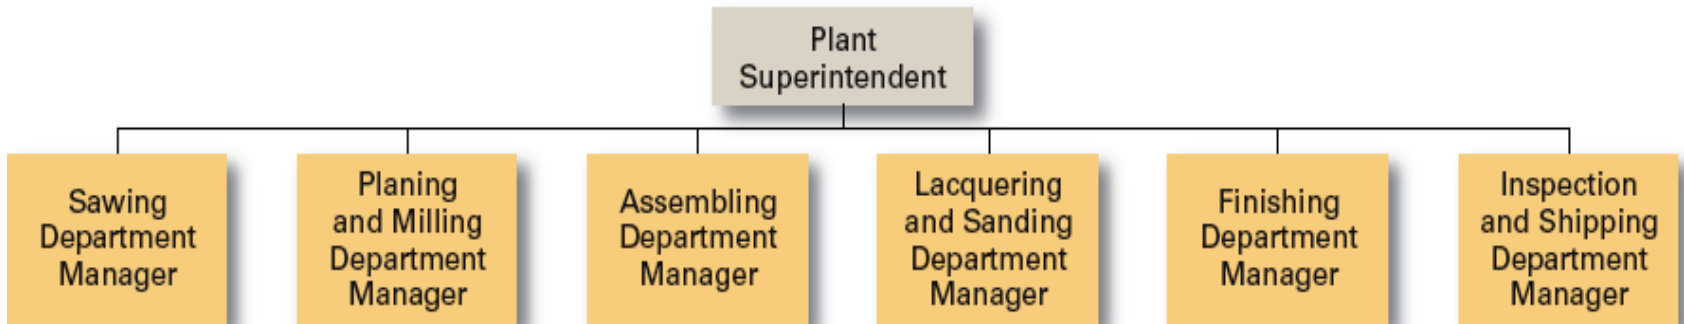 Plant
Superintendent
Sawing
Department
Manager
Planing
and Milling
Department
Manager
Assembling
Department
Manager
Lacquering
and Sanding
Department
Manager
Finishing
Department
Manager
Inspection
and Shipping
Department
Manager